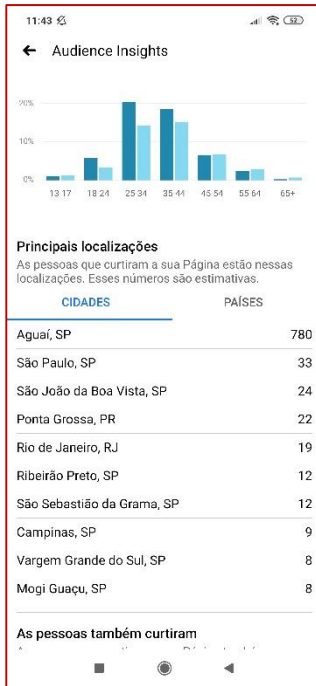 11:43
52
Audience Insights
20%
10%
0%
13-17 18-24 25-34 35-44 45-54 55-64 65+
Principais localizações
As pessoas que curtiram a sua Página estão nessas
localizações. Esses números são estimativas.
CIDADES PAÍSES
Aguaí, SP 780
São Paulo, SP 33
São João da Boa Vista, SP 24
Ponta Grossa, PR 22
Rio de Janeiro, RJ 19
Ribeirão Preto, SP 12
São Sebastião da Grama, SP 12
Campinas, SP 9
Vargem Grande do Sul, SP 8
Mogi Guaçu, SP 8
As pessoas também curtiram